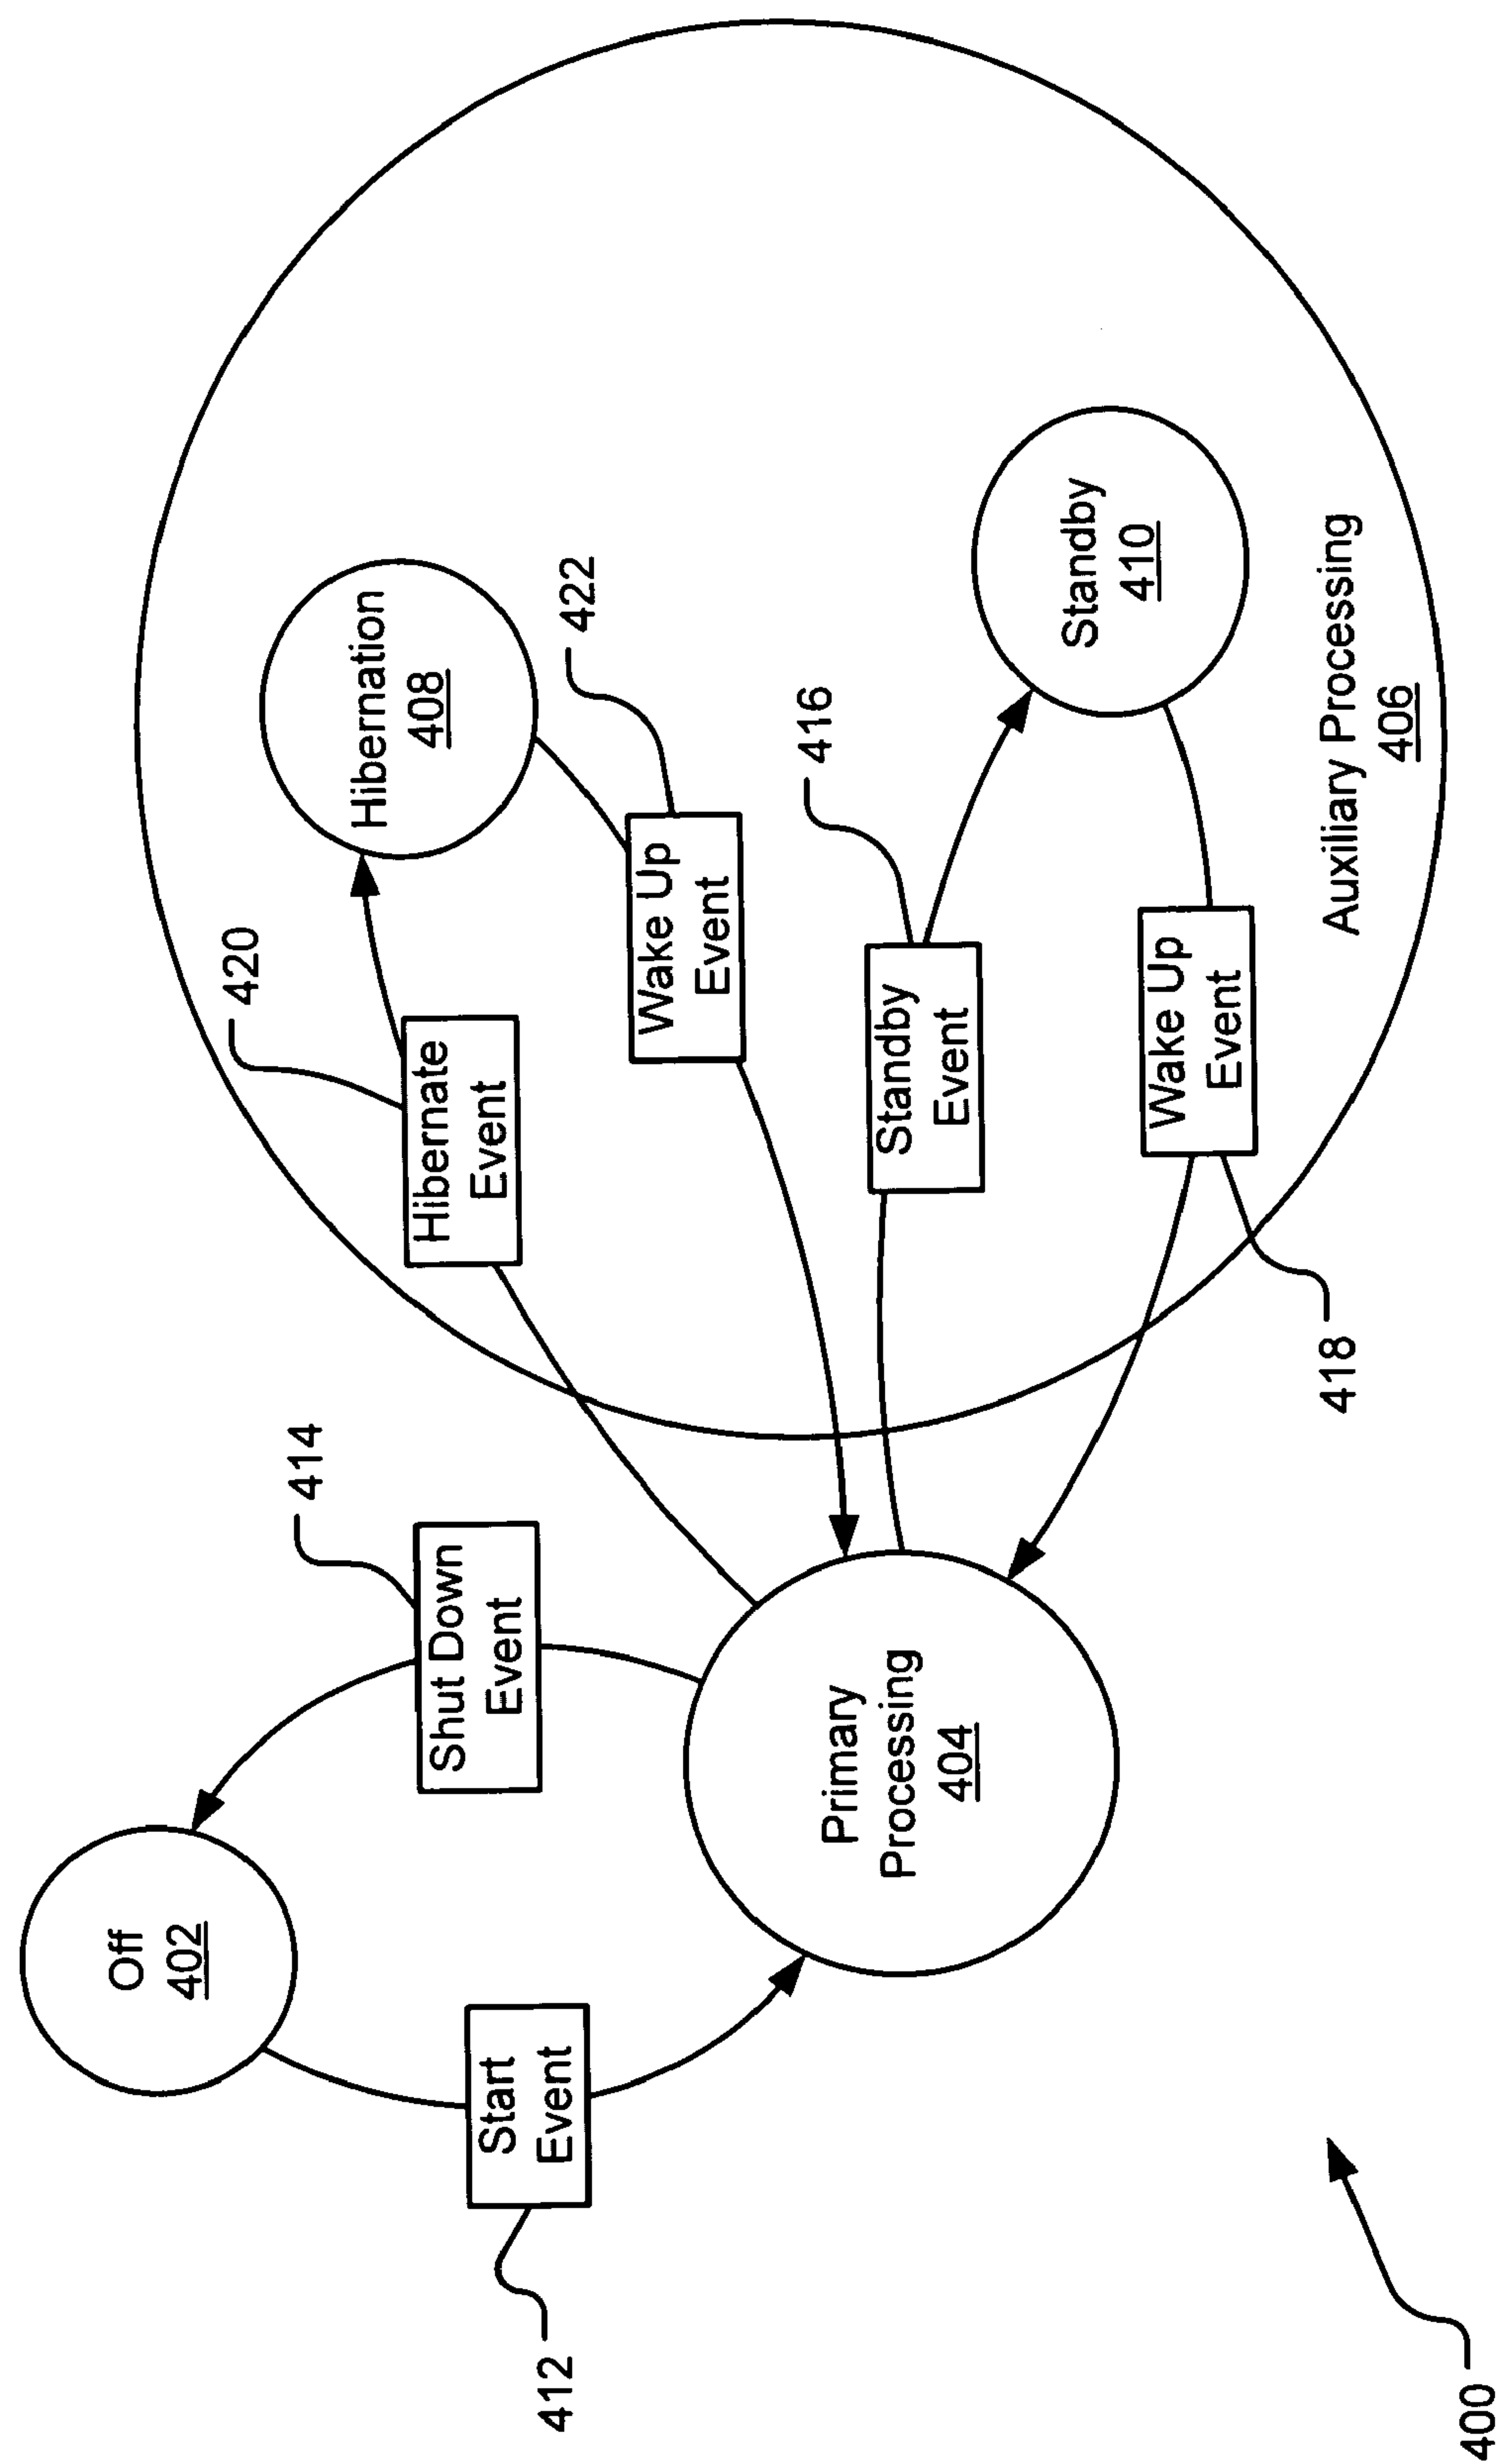 Off
402
Start
Event
412
Shut Down
Event
414
Primary
Processing
404
Hibernate
Event
420
Hibernation
408
Wake Up
Event
422
Standby
Event
416
Standby
410
Wake Up
Event
418
Auxiliary Processing
406
400